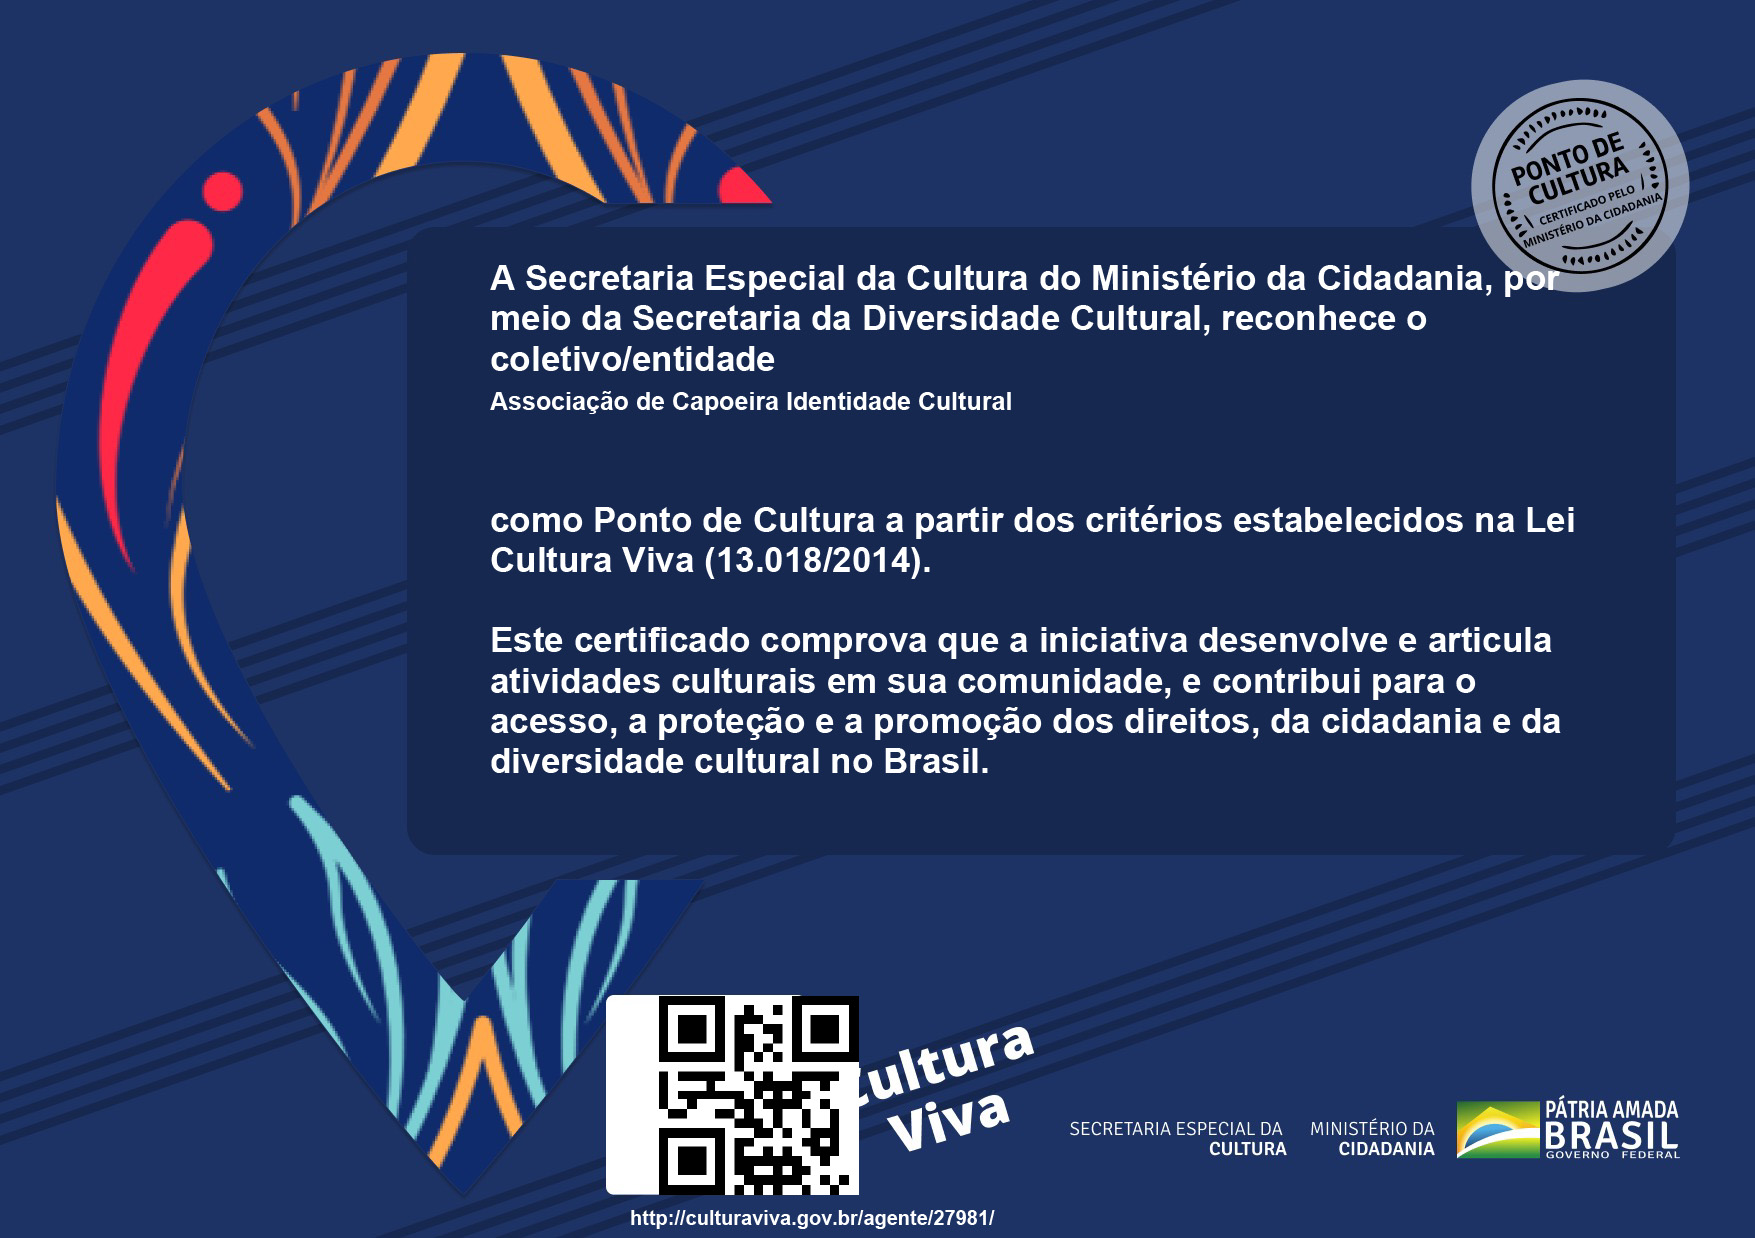 PONTO DE
CULTURA
CERTIFICADO PELO
MINISTÉRIO DA CIDADANIA
A Secretaria Especial da Cultura do Ministério da Cidadania, por
meio da Secretaria da Diversidade Cultural, reconhece o
coletivo/entidade
Associação de Capoeira Identidade Cultural
como Ponto de Cultura a partir dos critérios estabelecidos na Lei
Cultura Viva (13.018/2014).
Este certificado comprova que a iniciativa desenvolve e articula
atividades culturais em sua comunidade, e contribui para o
acesso, a proteção e a promoção dos direitos, da cidadania e da
diversidade cultural no Brasil.
Cultura
Viva
SECRETARIA ESPECIAL DA
CULTURA
MINISTÉRIO DA
CIDADANIA
PÁTRIA AMADA
BRASIL
GOVERNO FEDERAL
http://culturaviva.gov.br/agente/27981/